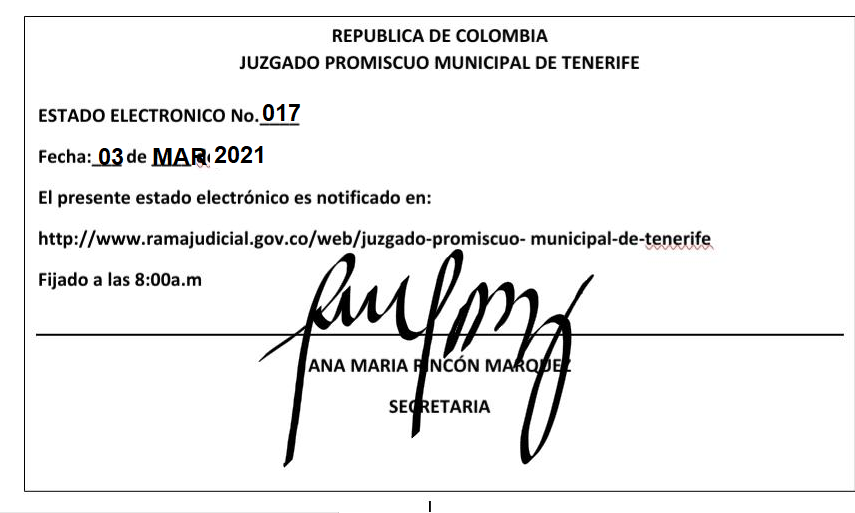 REPUBLICA DE COLOMBIA
JUZGADO PROMISCUO MUNICIPAL DE TENERIFE
ESTADO ELECTRONICO No. 017
Fecha: 03 de MAR 2021
El presente estado electrónico es notificado en:
http://www.ramajudicial.gov.co/web/juzgado-promiscuo- municipal-de-tenerife
Fijado a las 8:00a.m
ANA MARIA RINCÓN MARQUEZ
SECRETARIA